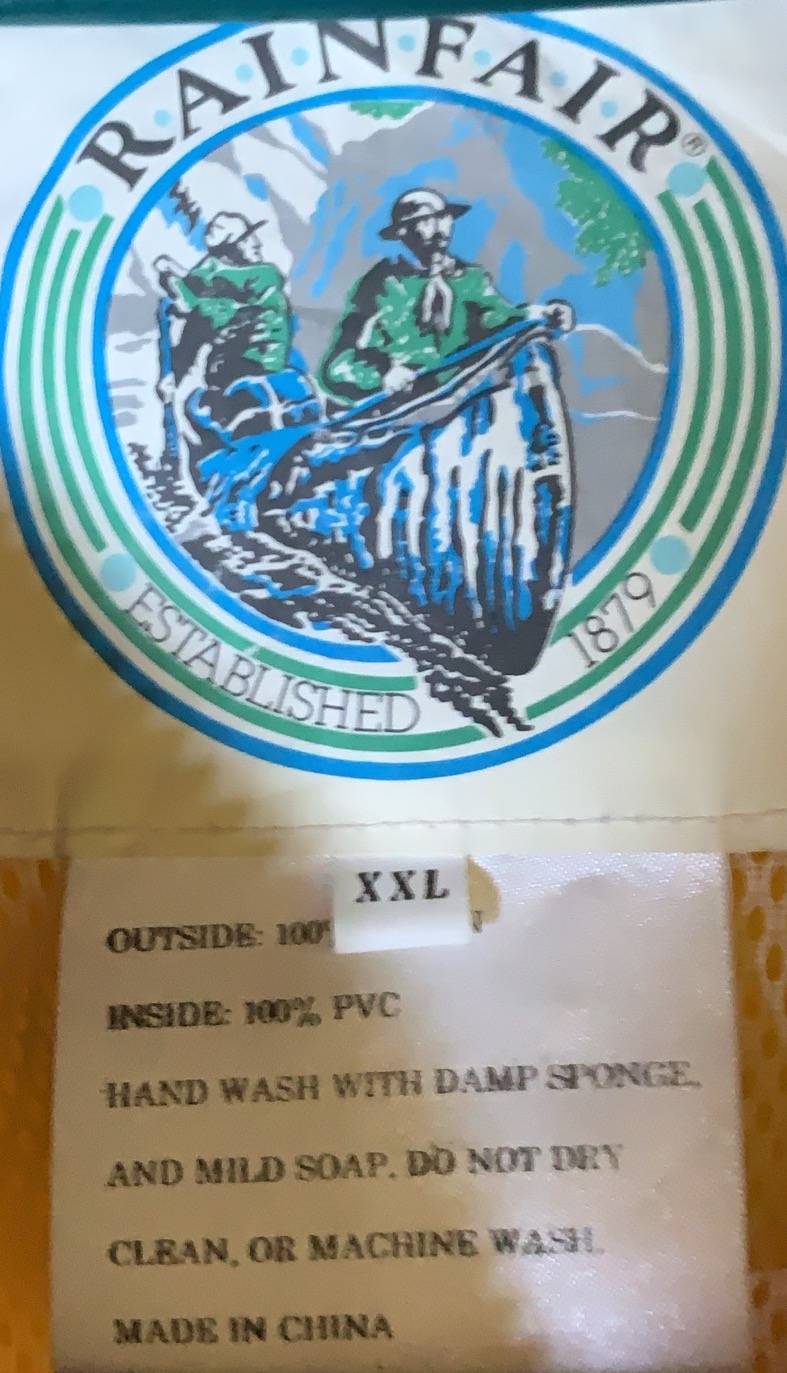 RAINFAIR®
ESTABLISHED 1879
XXL
OUTSIDE: 100
INSIDE: 100% PVC
HAND WASH WITH DAMP SPONGE,
AND MILD SOAP. DO NOT DRY
CLEAN, OR MACHINE WASH.
MADE IN CHINA